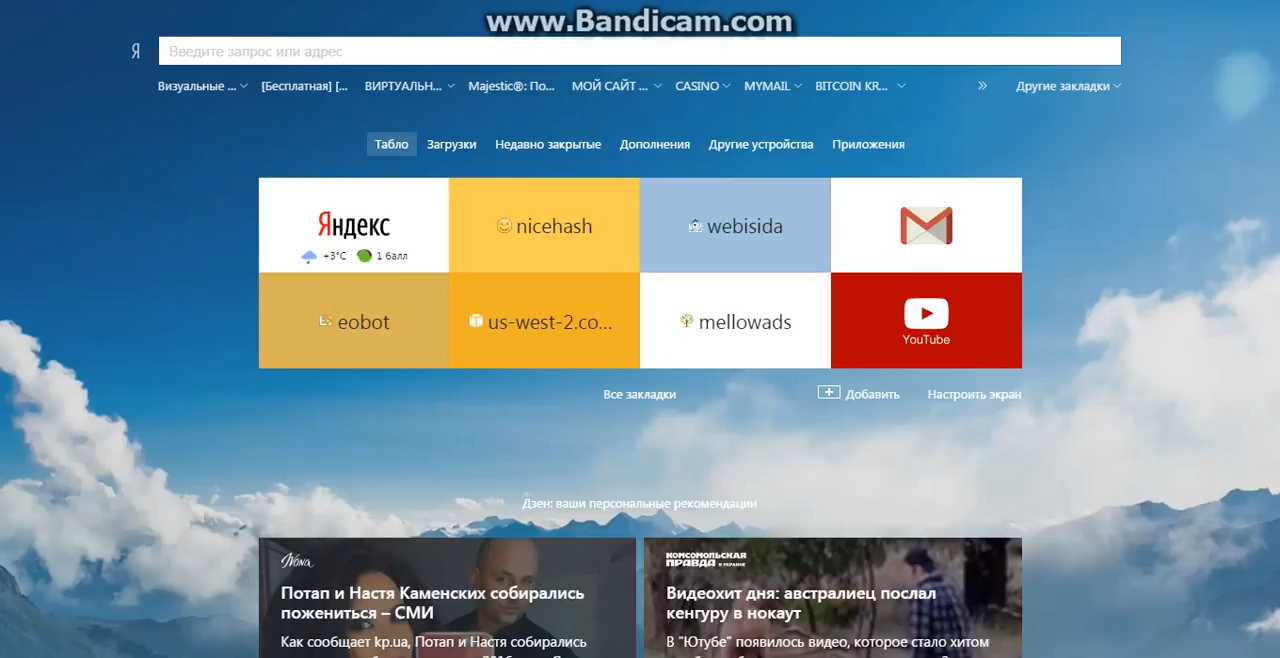 www.Bandicam.com
Я Введите запрос или адрес
Визуальные ... [Бесплатная] [... ВИРТУАЛЬН... Majestic®: По... МОЙ САЙТ ... CASINO MYMAIL BITCOIN KR... » Другие закладки
Табло Загрузки Недавно закрытые Дополнения Другие устройства Приложения
Яндекс
+3°C 1 балл
nicehash
webisida
eobot
us-west-2.co...
mellowads
YouTube
Все закладки Добавить Настроить экран
Дзен: ваши персональные рекомендации
Ivona
Потап и Настя Каменских собирались
пожениться – СМИ
Как сообщает kp.ua, Потап и Настя собирались
КОМСОМОЛЬСКАЯ
ПРАВДА В УКРАИНЕ
Видеохит дня: австралиец послал
кенгуру в нокаут
В "Ютубе" появилось видео, которое стало хитом